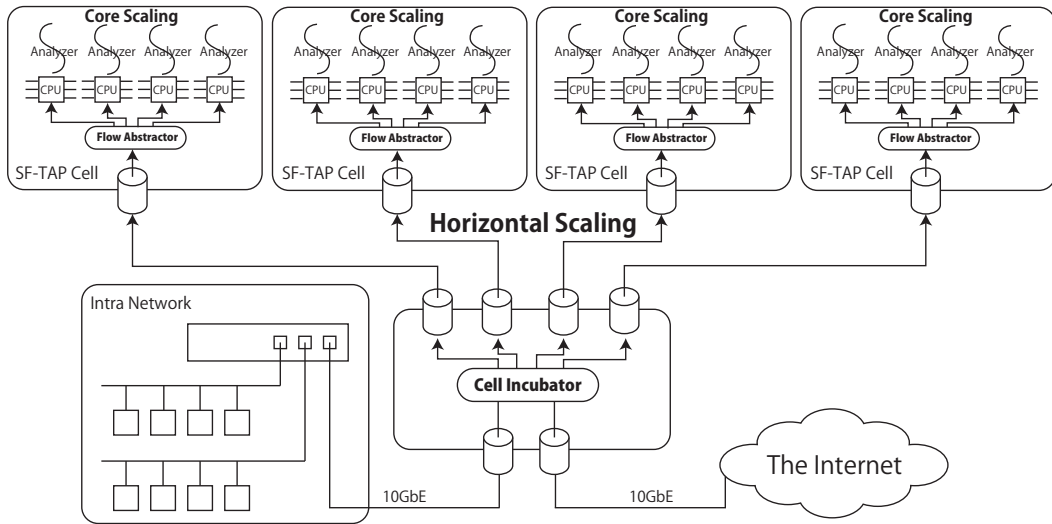 Core Scaling Core Scaling Core Scaling Core Scaling
Analyzer Analyzer Analyzer Analyzer Analyzer Analyzer Analyzer Analyzer Analyzer Analyzer Analyzer Analyzer Analyzer Analyzer Analyzer Analyzer
CPU CPU CPU CPU CPU CPU CPU CPU CPU CPU CPU CPU CPU CPU CPU CPU
Flow Abstractor Flow Abstractor Flow Abstractor Flow Abstractor
SF-TAP Cell SF-TAP Cell SF-TAP Cell SF-TAP Cell
Horizontal Scaling
Intra Network
Cell Incubator
The Internet
10GbE 10GbE